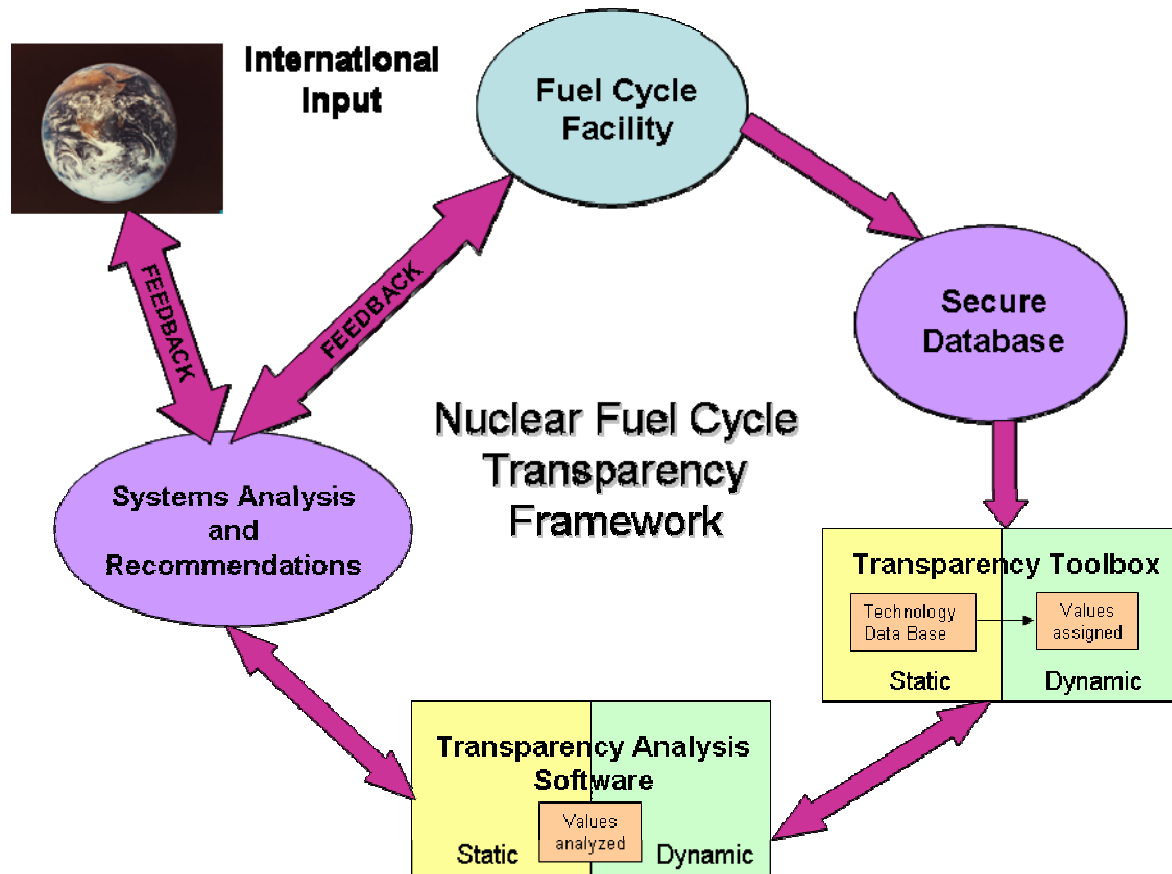 International
Input
Fuel Cycle
Facility
FEEDBACK
FEEDBACK
Secure
Database
Nuclear Fuel Cycle
Transparency
Framework
Systems Analysis
and
Recommendations
Transparency Toolbox
Technology
Data Base
Values
assigned
Static
Dynamic
Transparency Analysis
Software
Values
analyzed
Static
Dynamic